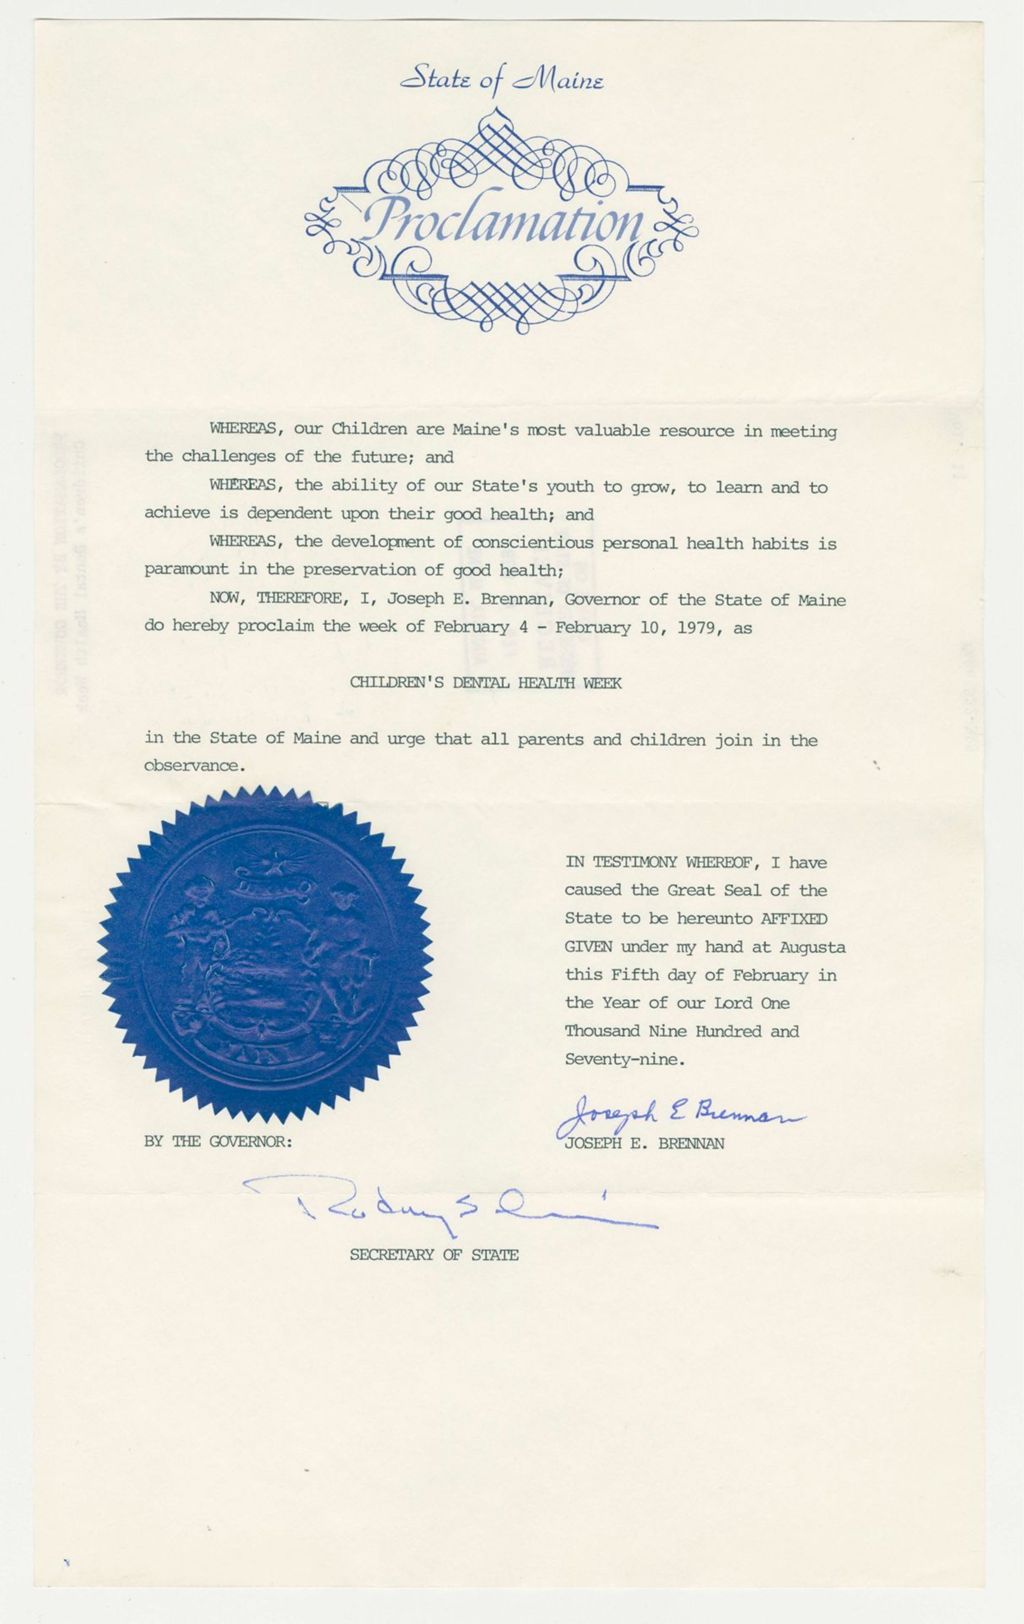 State of Maine
Proclamation
WHEREAS, our Children are Maine's most valuable resource in meeting
the challenges of the future; and
WHEREAS, the ability of our State's youth to grow, to learn and to
achieve is dependent upon their good health; and
WHEREAS, the development of conscientious personal health habits is
paramount in the preservation of good health;
NOW, THEREFORE, I, Joseph E. Brennan, Governor of the State of Maine
do hereby proclaim the week of February 4 - February 10, 1979, as
CHILDREN'S DENTAL HEALTH WEEK
in the State of Maine and urge that all parents and children join in the
observance.
DIRIGO
IN TESTIMONY WHEREOF, I have
caused the Great Seal of the
State to be hereunto AFFIXED
GIVEN under my hand at Augusta
this Fifth day of February in
the Year of our Lord One
Thousand Nine Hundred and
Seventy-nine.
Joseph E Brennan
BY THE GOVERNOR:
JOSEPH E. BRENNAN
Rodney S
SECRETARY OF STATE